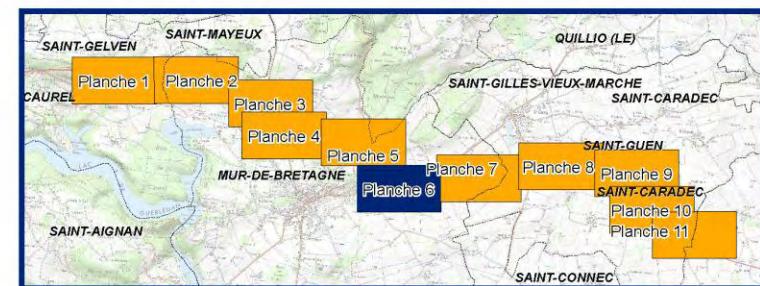 SAINT-MAYEUX
QUILLIO (LE)
SAINT-GELVEN
Planche 1
Planche 2
SAINT-GILLES-VIEUX-MARCHE
CAUREL
Planche 3
SAINT-CARADEC
Planche 4
SAINT-GUEN
Planche 5
Planche 7
Planche 8
Planche 9
MUR-DE-BRETAGNE
Planche 6
SAINT-CARADEC
Planche 10
SAINT-AIGNAN
Planche 11
SAINT-CONNEC